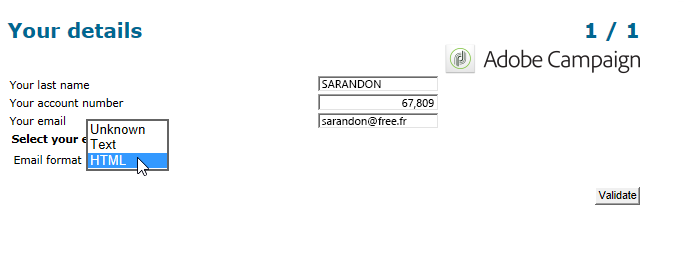 Your details 1 / 1
Adobe Campaign
Your last name SARANDON
Your account number 67,809
Your email sarandon@free.fr
Select your
Unknown
Text
Email format HTML
Validate